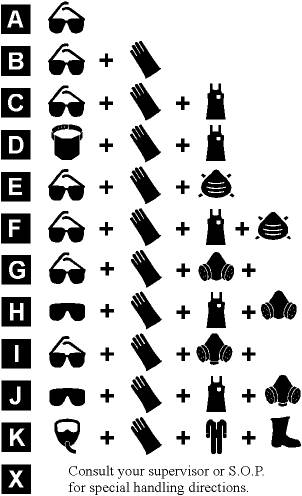 A
B + 
C + +
D + +
E + +
F + + +
G + + +
H + + +
I + + +
J + + +
K + + +
X Consult your supervisor or S.O.P.
for special handling directions.